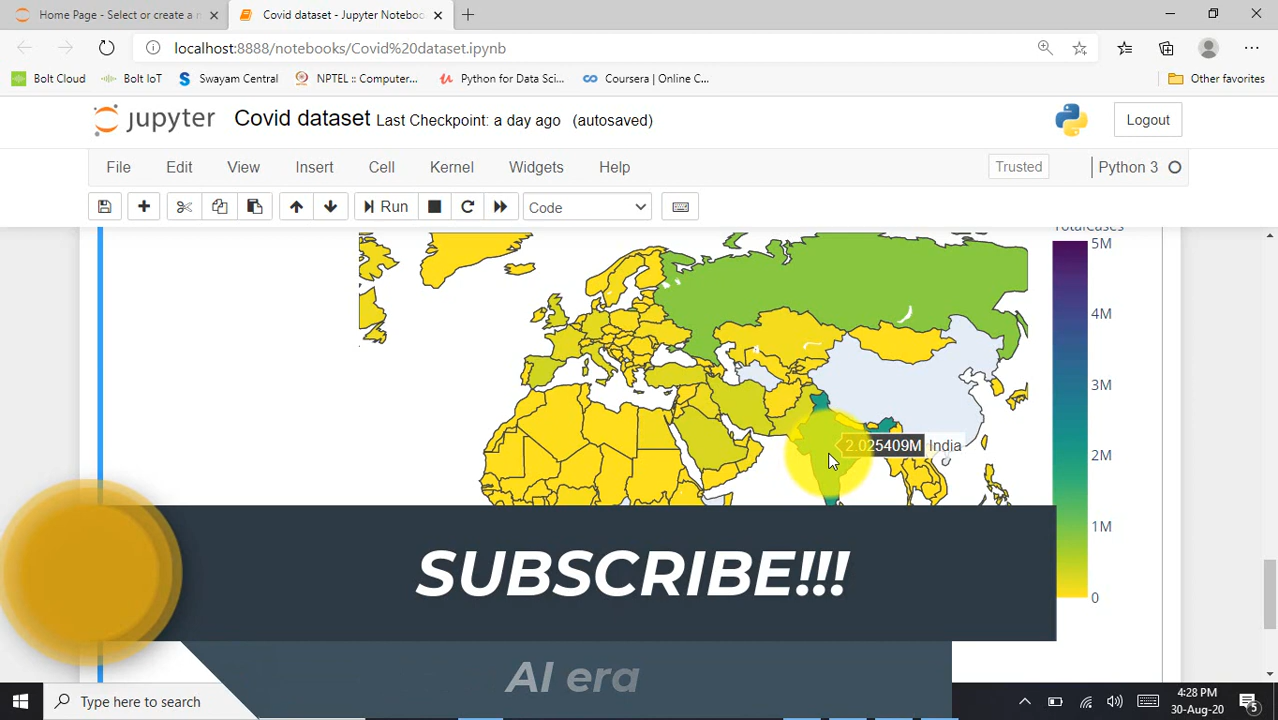 Home Page - Select or create a n
Covid dataset - Jupyter Notebook
localhost:8888/notebooks/Covid%20dataset.ipynb
Bolt Cloud
Bolt IoT
Swayam Central
NPTEL :: Computer...
Python for Data Sci...
Coursera | Online C...
Other favorites
jupyter
Covid dataset Last Checkpoint: a day ago (autosaved)
Logout
File
Edit
View
Insert
Cell
Kernel
Widgets
Help
Trusted
Python 3
Run
Code
TotalCases
5M
4M
3M
2M
1M
0
2.025409M India
SUBSCRIBE!!!
AI era
Type here to search
4:28 PM
30-Aug-20
5